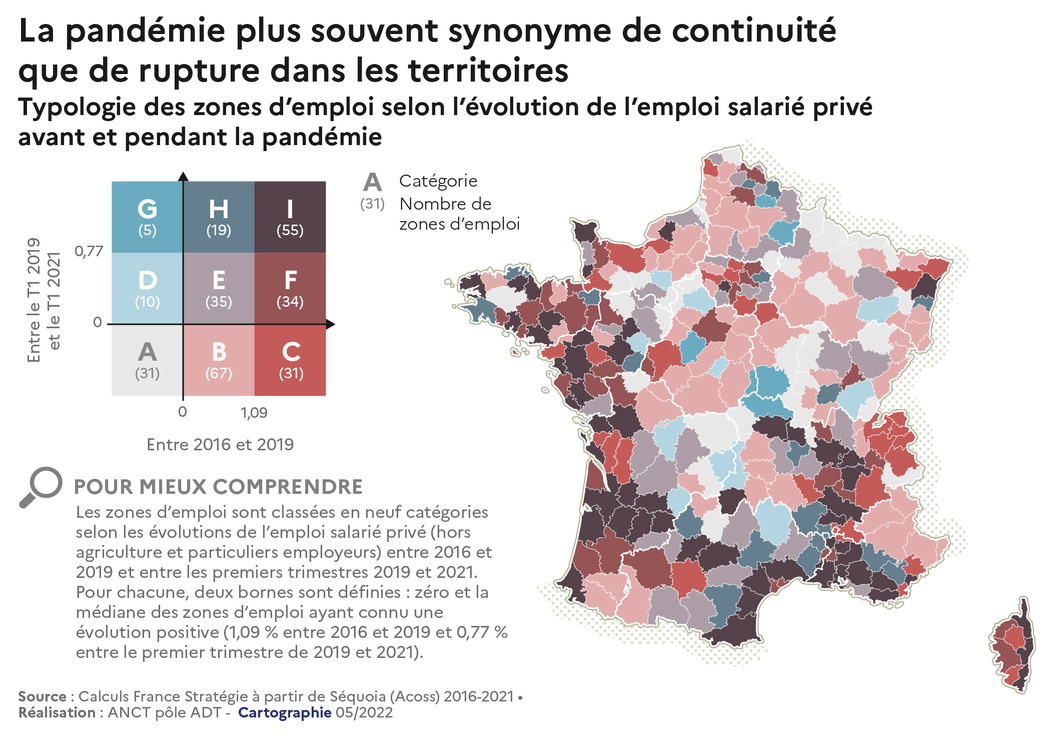 La pandémie plus souvent synonyme de continuité
que de rupture dans les territoires
Typologie des zones d’emploi selon l’évolution de l’emploi salarié privé
avant et pendant la pandémie
A Catégorie
(31) Nombre de
zones d’emploi
Entre le T1 2019
et le T1 2021
G H I
(5) (19) (55)
0,77
D E F
(10) (35) (34)
0
A B C
(31) (67) (31)
0 1,09
Entre 2016 et 2019
POUR MIEUX COMPRENDRE
Les zones d’emploi sont classées en neuf catégories
selon les évolutions de l’emploi salarié privé (hors
agriculture et particuliers employeurs) entre 2016 et
2019 et entre les premiers trimestres 2019 et 2021.
Pour chacune, deux bornes sont définies : zéro et la
médiane des zones d’emploi ayant connu une
évolution positive (1,09 % entre 2016 et 2019 et 0,77 %
entre le premier trimestre de 2019 et 2021).
Source : Calculs France Stratégie à partir de Séquoia (Acoss) 2016-2021 •
Réalisation : ANCT pôle ADT - Cartographie 05/2022